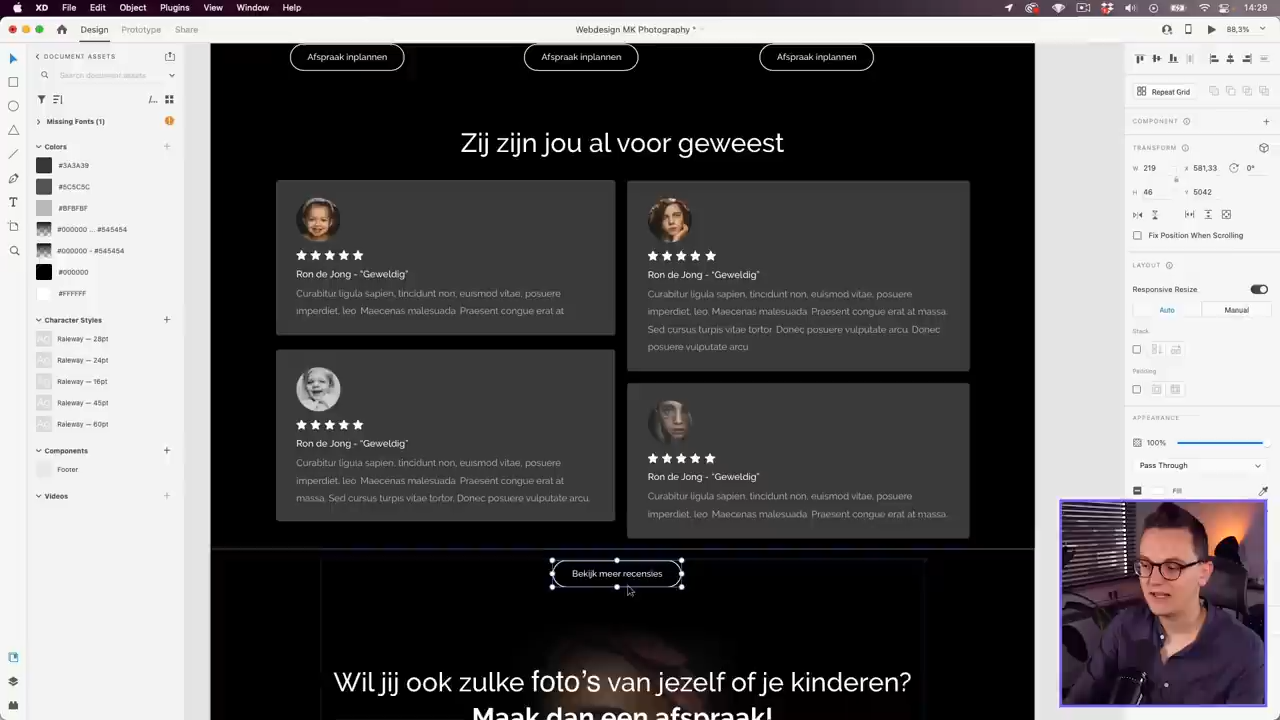 XD File Edit Object Plugins View Window Help 14:29
Design Prototype Share Webdesign MK Photography * 88,3%
DOCUMENT ASSETS
Search document assets
Missing Fonts (1)
Colors
#3A3A39
#5C5C5C
#BFBFBF
#000000 ... #545454
#000000 - #545454
#000000
#FFFFFF
Character Styles
Raleway — 28pt
Raleway — 24pt
Raleway — 16pt
Raleway — 45pt
Raleway — 60pt
Components
Footer
Videos
Afspraak inplannen Afspraak inplannen Afspraak inplannen
Zij zijn jou al voor geweest
Ron de Jong - "Geweldig"
Curabitur ligula sapien, tincidunt non, euismod vitae, posuere
imperdiet, leo. Maecenas malesuada. Praesent congue erat at
Ron de Jong - "Geweldig"
Curabitur ligula sapien, tincidunt non, euismod vitae, posuere
imperdiet, leo. Maecenas malesuada. Praesent congue erat at massa.
Sed cursus turpis vitae tortor. Donec posuere vulputate arcu. Donec
posuere vulputate arcu.
Ron de Jong - "Geweldig"
Curabitur ligula sapien, tincidunt non, euismod vitae, posuere
imperdiet, leo. Maecenas malesuada. Praesent congue erat at
massa. Sed cursus turpis vitae tortor. Donec posuere vulputate arcu.
Ron de Jong - "Geweldig"
Curabitur ligula sapien, tincidunt non, euismod vitae, posuere
imperdiet, leo. Maecenas malesuada. Praesent congue erat at massa.
Bekijk meer recensies
Wil jij ook zulke foto's van jezelf of je kinderen?
Maak dan een afspraak!
Repeat Grid
COMPONENT
TRANSFORM
W 219 X 581,33 0°
H 46 Y 5042
Fix Position When Scrolling
LAYOUT
Responsive Resize
Auto Manual
Stack
Padding
APPEARANCE
100%
Pass Through
Fill